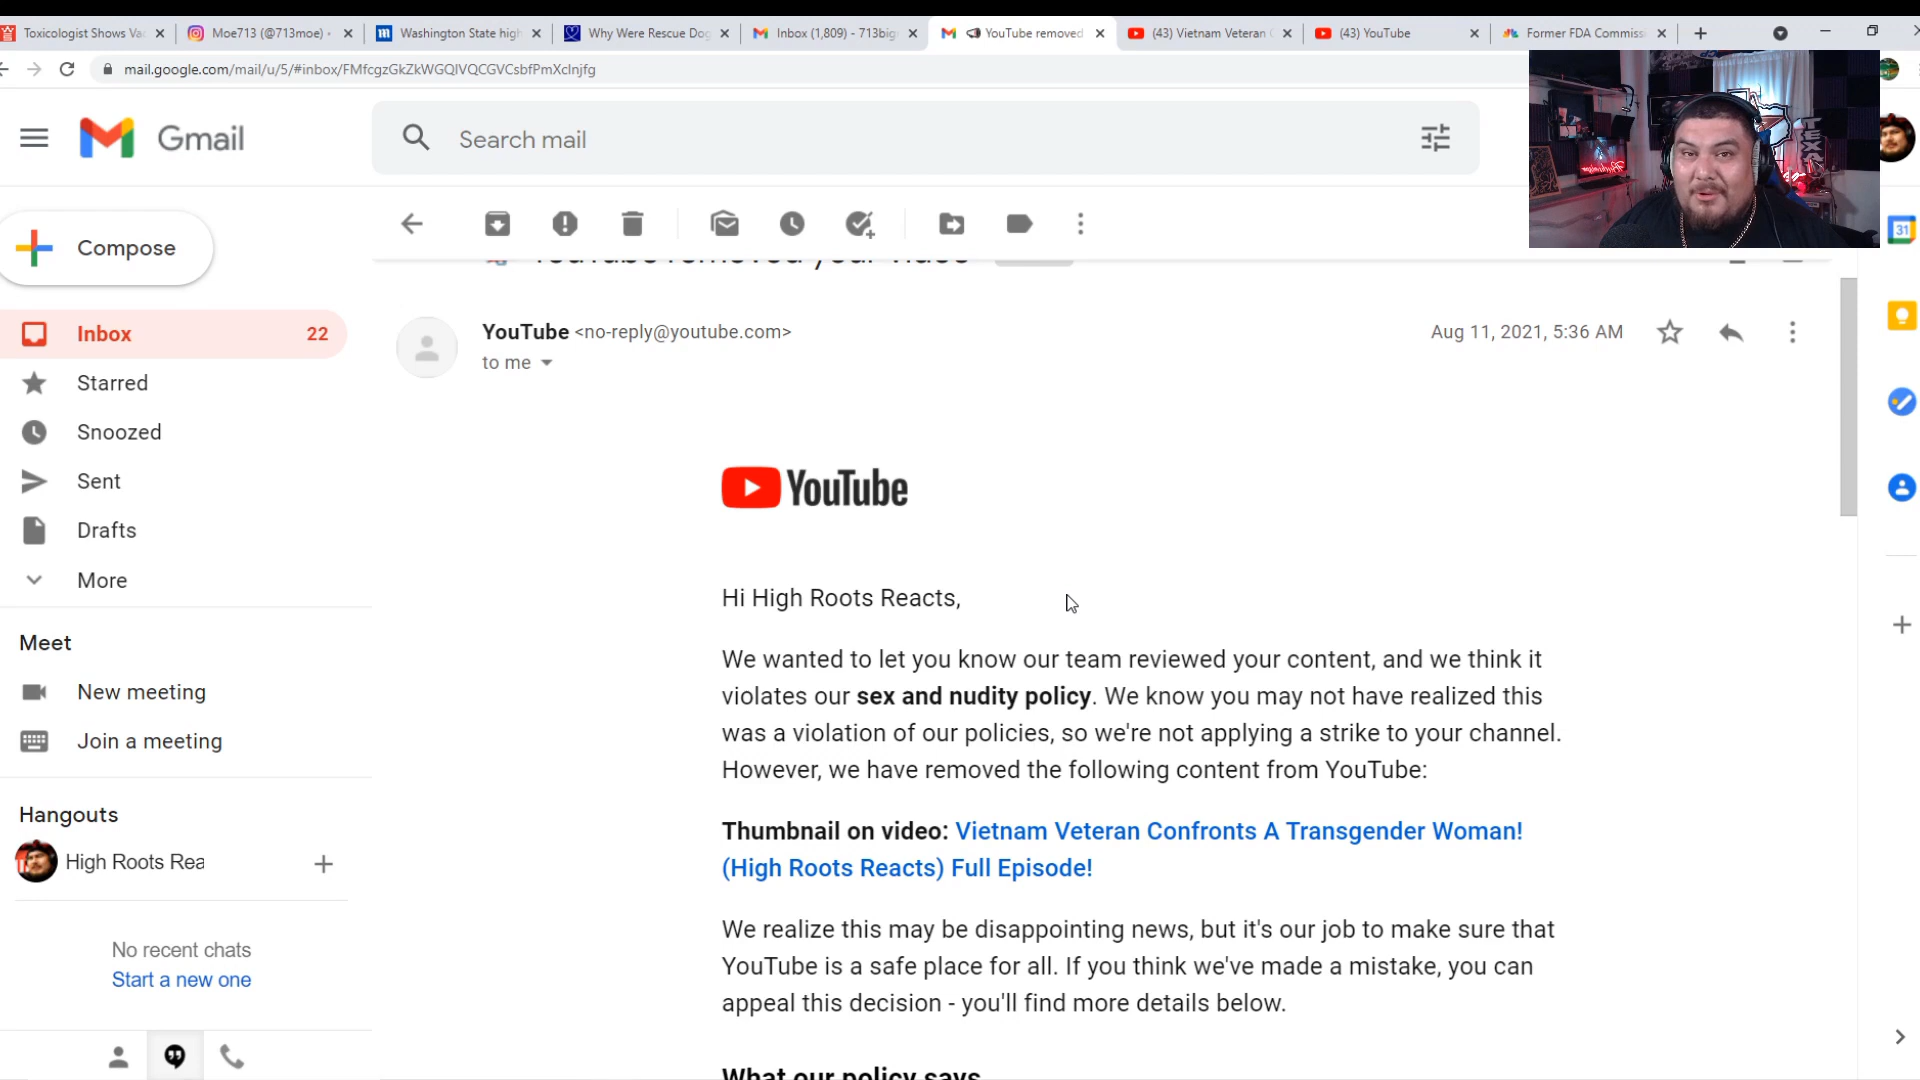 Toxicologist Shows Va
Moe713 (@713moe) •
Washington State high
Why Were Rescue Dog
Inbox (1,809) - 713big
YouTube removed
(43) Vietnam Veteran C
(43) YouTube
Former FDA Commiss
mail.google.com/mail/u/5/#inbox/FMfcgzGkZkWGQlVQCGVCsbfPmXclnjfg
Gmail
Search mail
TEXA
31
Compose
YouTube removed your video
Inbox 22
YouTube <no-reply@youtube.com>
Aug 11, 2021, 5:36 AM
to me
Starred
Snoozed
Sent
Drafts
More
YouTube
Hi High Roots Reacts,
We wanted to let you know our team reviewed your content, and we think it
violates our sex and nudity policy. We know you may not have realized this
was a violation of our policies, so we're not applying a strike to your channel.
However, we have removed the following content from YouTube:
Thumbnail on video: Vietnam Veteran Confronts A Transgender Woman!
(High Roots Reacts) Full Episode!
We realize this may be disappointing news, but it's our job to make sure that
YouTube is a safe place for all. If you think we've made a mistake, you can
appeal this decision - you'll find more details below.
What our policy says
Meet
New meeting
Join a meeting
Hangouts
High Roots Rea
No recent chats
Start a new one